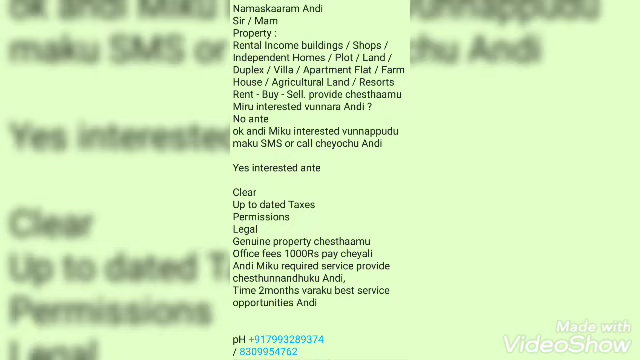 Namaskaaram Andi
Sir / Mam
Property :
Rental Income buildings / Shops /
Independent Homes / Plot / Land /
Duplex / Villa / Apartment Flat / Farm
House / Agricultural Land / Resorts
Rent - Buy - Sell. provide chesthaamu
Miru interested vunnara Andi ?
No ante
ok andi Miku interested vunnappudu
maku SMS or call cheyochu Andi
Yes interested ante
Clear
Up to dated Taxes
Permissions
Legal
Genuine property chesthaamu
Office fees 1000Rs pay cheyali
Andi Miku required service provide
chesthunnandhuku Andi,
Time 2months varaku best service
opportunities Andi
pH +917993289374
/ 8309954762
Made with
VideoShow